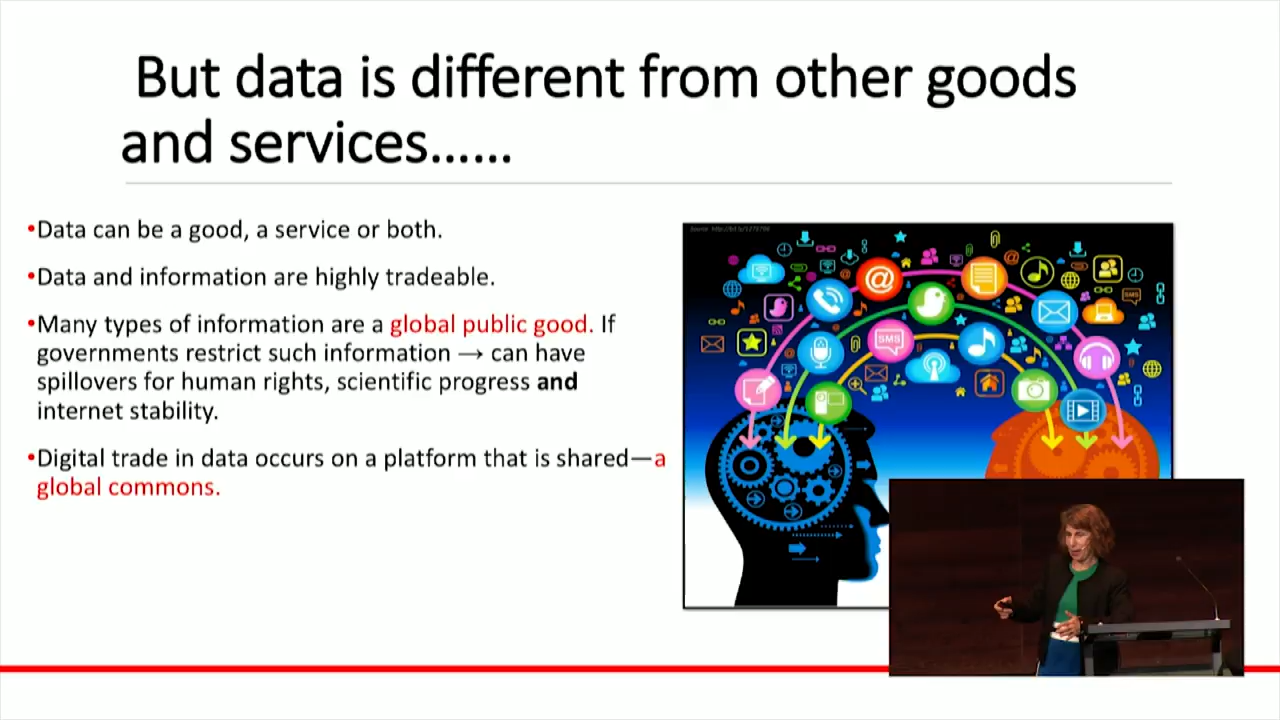 But data is different from other goods
and services……
•Data can be a good, a service or both.
•Data and information are highly tradeable.
•Many types of information are a global public good. If
governments restrict such information → can have
spillovers for human rights, scientific progress and
internet stability.
•Digital trade in data occurs on a platform that is shared—a
global commons.
@
SMS